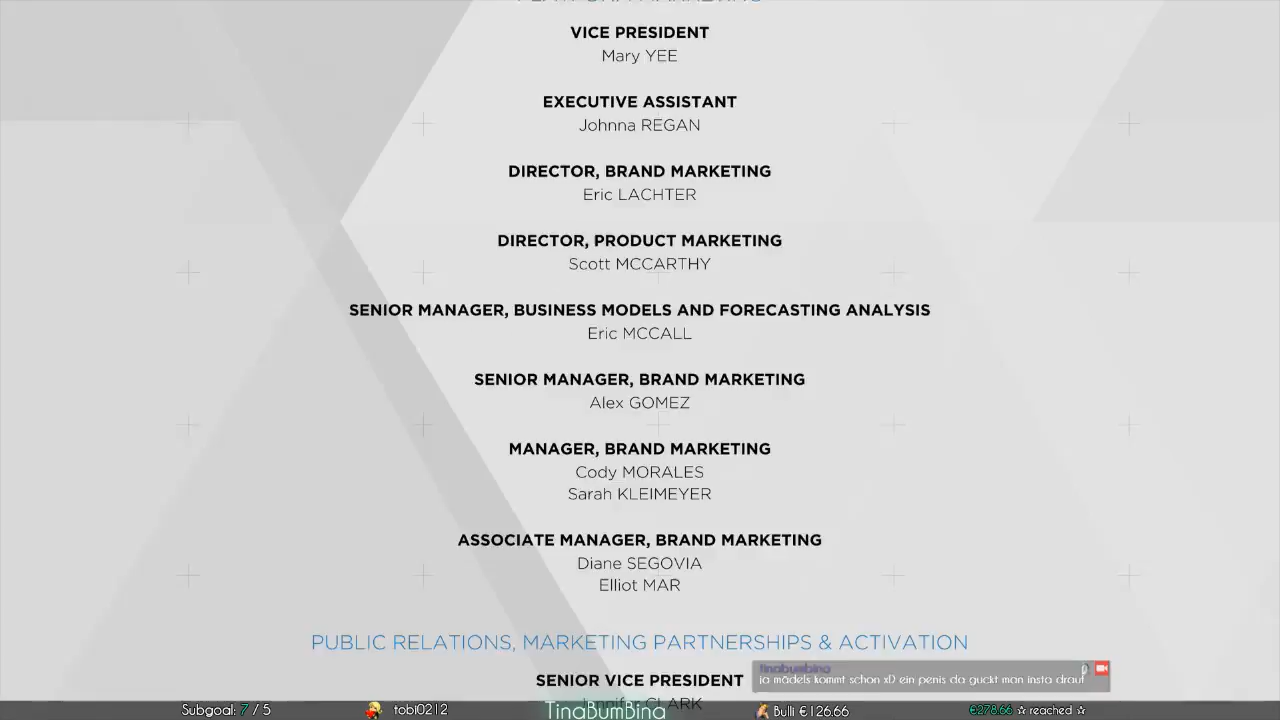 VICE PRESIDENT
Mary YEE
EXECUTIVE ASSISTANT
Johnna REGAN
DIRECTOR, BRAND MARKETING
Eric LACHTER
DIRECTOR, PRODUCT MARKETING
Scott MCCARTHY
SENIOR MANAGER, BUSINESS MODELS AND FORECASTING ANALYSIS
Eric MCCALL
SENIOR MANAGER, BRAND MARKETING
Alex GOMEZ
MANAGER, BRAND MARKETING
Cody MORALES
Sarah KLEIMEYER
ASSOCIATE MANAGER, BRAND MARKETING
Diane SEGOVIA
Elliot MAR
PUBLIC RELATIONS, MARKETING PARTNERSHIPS & ACTIVATION
SENIOR VICE PRESIDENT
tinabumbina
ja mädels kommt schon xD ein penis da guckt man insta drauf
CLARK
Subgoal: 7 / 5
tobi0212
TinaBumBina
Bulli €126.66
€278.66 ☆ reached ☆